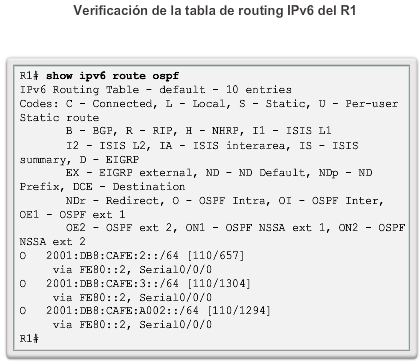 Verificación de la tabla de routing IPv6 del R1
R1# show ipv6 route ospf
IPv6 Routing Table - default - 10 entries
Codes: C - Connected, L - Local, S - Static, U - Per-user
Static route
B - BGP, R - RIP, H - NHRP, I1 - ISIS L1
I2 - ISIS L2, IA - ISIS interarea, IS - ISIS
summary, D - EIGRP
EX - EIGRP external, ND - ND Default, NDp - ND
Prefix, DCE - Destination
NDr - Redirect, O - OSPF Intra, OI - OSPF Inter,
OE1 - OSPF ext 1
OE2 - OSPF ext 2, ON1 - OSPF NSSA ext 1, ON2 - OSPF
NSSA ext 2
O 2001:DB8:CAFE:2::/64 [110/657]
via FE80::2, Serial0/0/0
O 2001:DB8:CAFE:3::/64 [110/1304]
via FE80::2, Serial0/0/0
O 2001:DB8:CAFE:A002::/64 [110/1294]
via FE80::2, Serial0/0/0
R1#